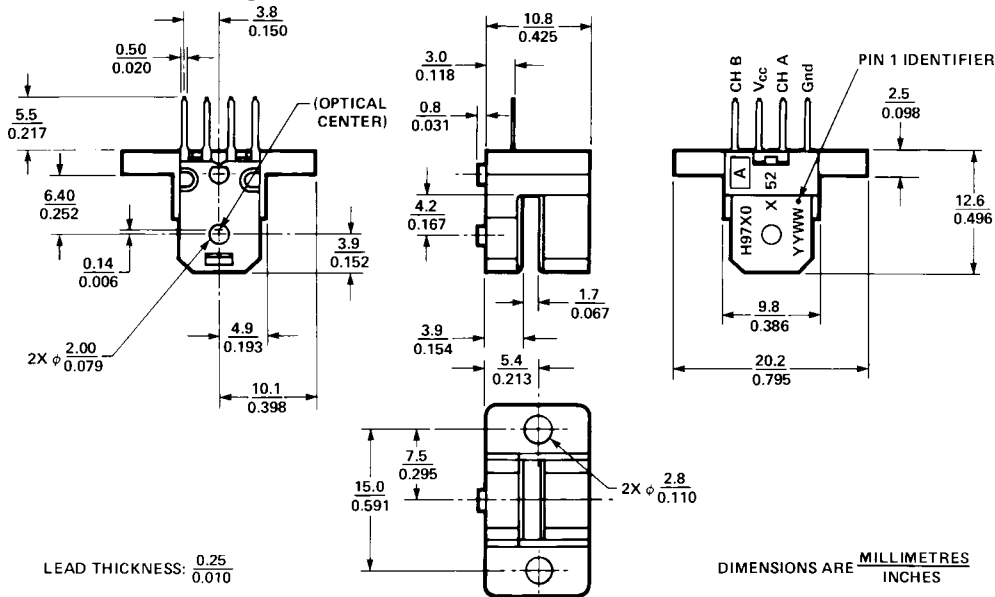 3.8
0.150
0.50
0.020
5.5
0.217
(OPTICAL
CENTER)
6.40
0.252
0.14
0.006
3.9
0.152
4.9
0.193
2X ϕ 2.00
0.079
10.1
0.398
10.8
0.425
3.0
0.118
0.8
0.031
4.2
0.167
1.7
0.067
3.9
0.154
5.4
0.213
7.5
0.295
15.0
0.591
2X ϕ 2.8
0.110
CH B
Vcc
CH A
Gnd
PIN 1 IDENTIFIER
2.5
0.098
A
52
X
H97X0
YYWW
12.6
0.496
9.8
0.386
20.2
0.795
LEAD THICKNESS: 0.25
0.010
DIMENSIONS ARE MILLIMETRES
INCHES